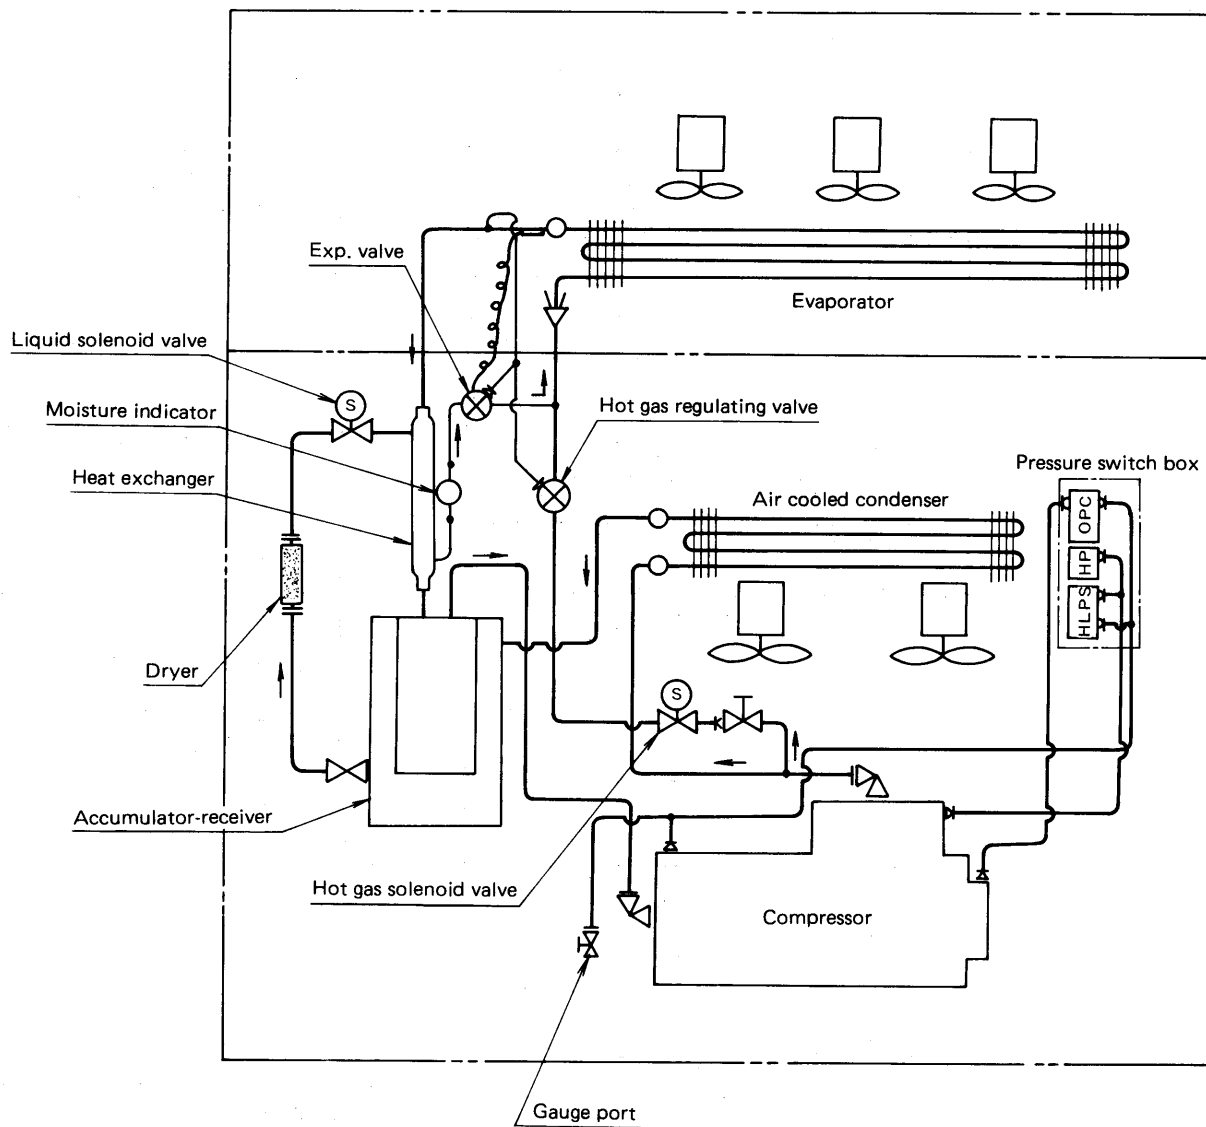 Exp. valve
Evaporator
Liquid solenoid valve
S
Moisture indicator
Hot gas regulating valve
Heat exchanger
Pressure switch box
Air cooled condenser
OPC
HP
HLPS
Dryer
S
Accumulator-receiver
Hot gas solenoid valve
Compressor
Gauge port